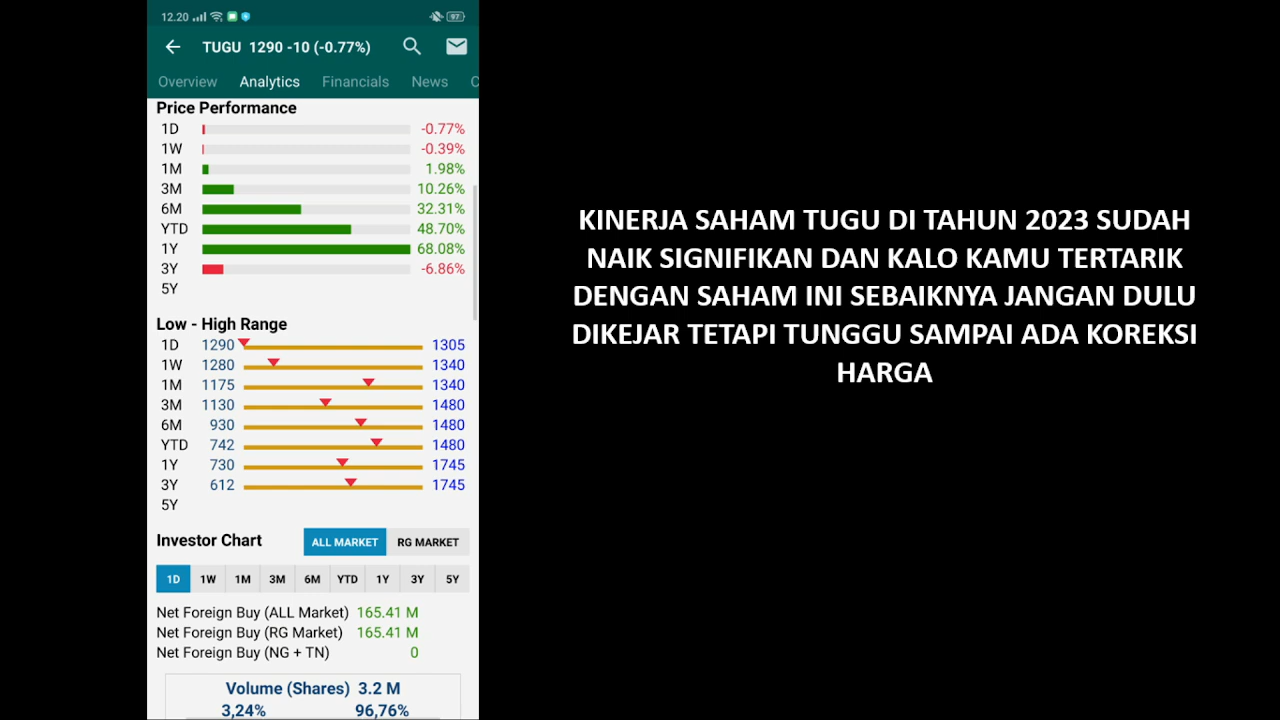 12.20
97
TUGU 1290 -10 (-0.77%)
Overview Analytics Financials News C
Price Performance
1D -0.77%
1W -0.39%
1M 1.98%
3M 10.26%
6M 32.31%
YTD 48.70%
1Y 68.08%
3Y -6.86%
5Y
Low - High Range
1D 1290 1305
1W 1280 1340
1M 1175 1340
3M 1130 1480
6M 930 1480
YTD 742 1480
1Y 730 1745
3Y 612 1745
5Y
Investor Chart ALL MARKET RG MARKET
1D 1W 1M 3M 6M YTD 1Y 3Y 5Y
Net Foreign Buy (ALL Market) 165.41 M
Net Foreign Buy (RG Market) 165.41 M
Net Foreign Buy (NG + TN) 0
Volume (Shares) 3.2 M
3,24% 96,76%
KINERJA SAHAM TUGU DI TAHUN 2023 SUDAH
NAIK SIGNIFIKAN DAN KALO KAMU TERTARIK
DENGAN SAHAM INI SEBAIKNYA JANGAN DULU
DIKEJAR TETAPI TUNGGU SAMPAI ADA KOREKSI
HARGA